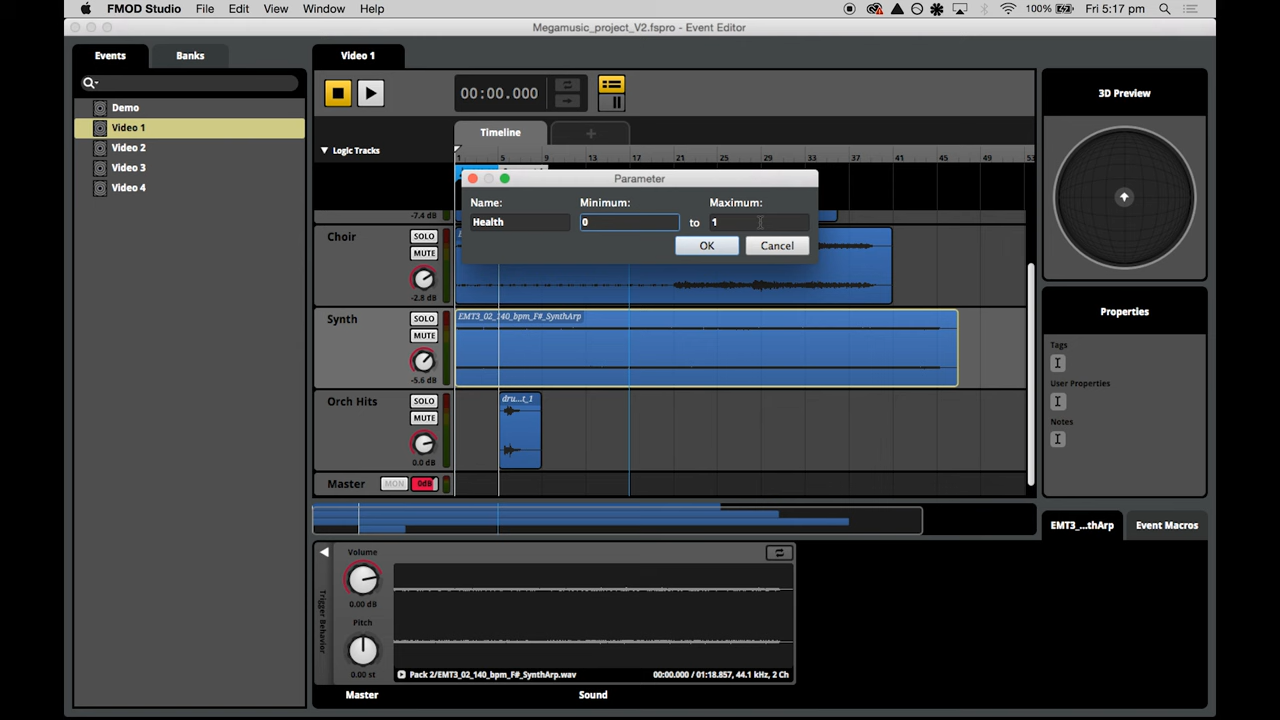 FMOD Studio File Edit View Window Help 100% Fri 5:17 pm
Megamusic_project_V2.fspro - Event Editor
Events Banks Video 1
00:00.000 3D Preview
Demo
Video 1
Video 2
Video 3
Video 4
Timeline +
Logic Tracks
1 5 9 13 17 21 25 29 33 37 41 45 49 53
Parameter
Name: Minimum: Maximum:
Health 0 to 1
OK Cancel
-7.4 dB
Choir SOLO
MUTE
-2.8 dB
Synth SOLO
MUTE
-5.6 dB
EMT3_02_140_bpm_F#_SynthArp
Orch Hits SOLO
MUTE
0.0 dB
dru...t_1
Master MON 0dB
Properties
Tags
User Properties
Notes
EMT3_...thArp Event Macros
Trigger Behavior
Volume
0.00 dB
Pitch
0.00 st
Pack 2/EMT3_02_140_bpm_F#_SynthArp.wav 00:00.000 / 01:18.857, 44.1 kHz, 2 Ch
Master Sound